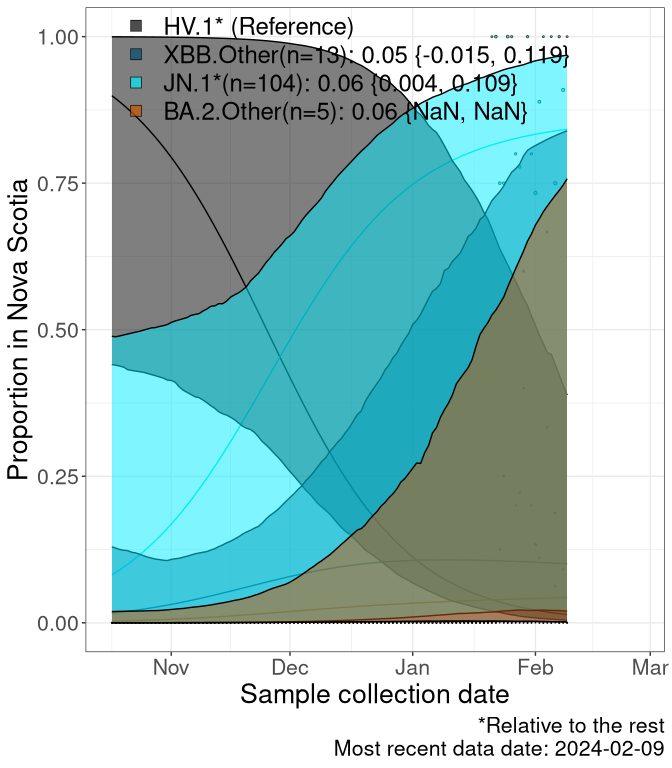 HV.1* (Reference)
XBB.Other(n=13): 0.05 {-0.015, 0.119}
JN.1*(n=104): 0.06 {0.004, 0.109}
BA.2.Other(n=5): 0.06 {NaN, NaN}
1.00
0.75
0.50
0.25
0.00
Proportion in Nova Scotia
Nov Dec Jan Feb Mar
Sample collection date
*Relative to the rest
Most recent data date: 2024-02-09